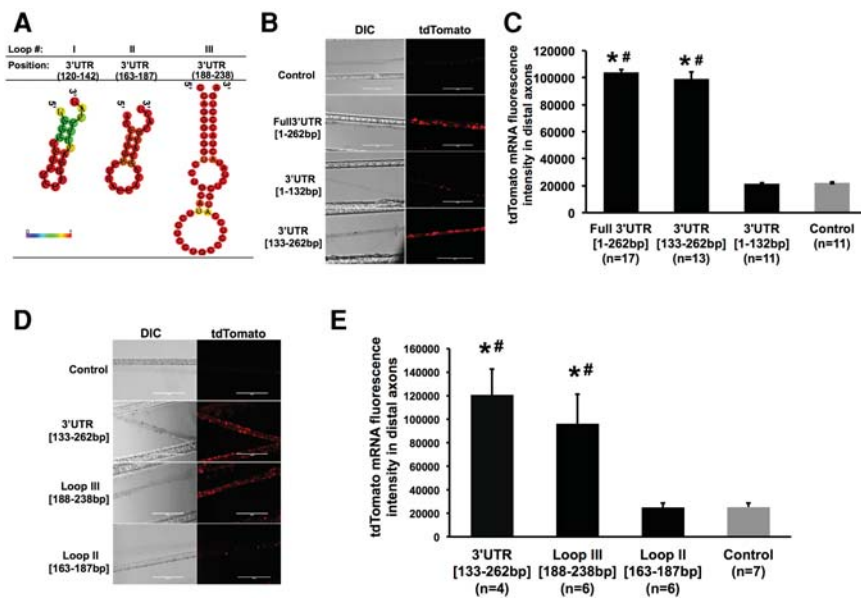 A
Loop #: I II III
Position: 3'UTR (120-142) 3'UTR (163-187) 3'UTR (188-238)
5' 3' 5' 3' 5' 3'
B
DIC tdTomato
Control
Full3'UTR
[1-262bp]
3'UTR
[1-132bp]
3'UTR
[133-262bp]
C
tdTomato mRNA fluorescence
intensity in distal axons
120000
100000
80000
60000
40000
20000
0
*# *#
Full 3'UTR 3'UTR 3'UTR Control
[1-262bp] [133-262bp] [1-132bp] (n=11)
(n=17) (n=13) (n=11)
D
DIC tdTomato
Control
3'UTR
[133-262bp]
Loop III
[188-238bp]
Loop II
[163-187bp]
E
tdTomato mRNA fluorescence
intensity in distal axons
160000
140000
120000
100000
80000
60000
40000
20000
0
*# *#
3'UTR Loop III Loop II Control
[133-262bp] [188-238bp] [163-187bp] (n=7)
(n=4) (n=6) (n=6)